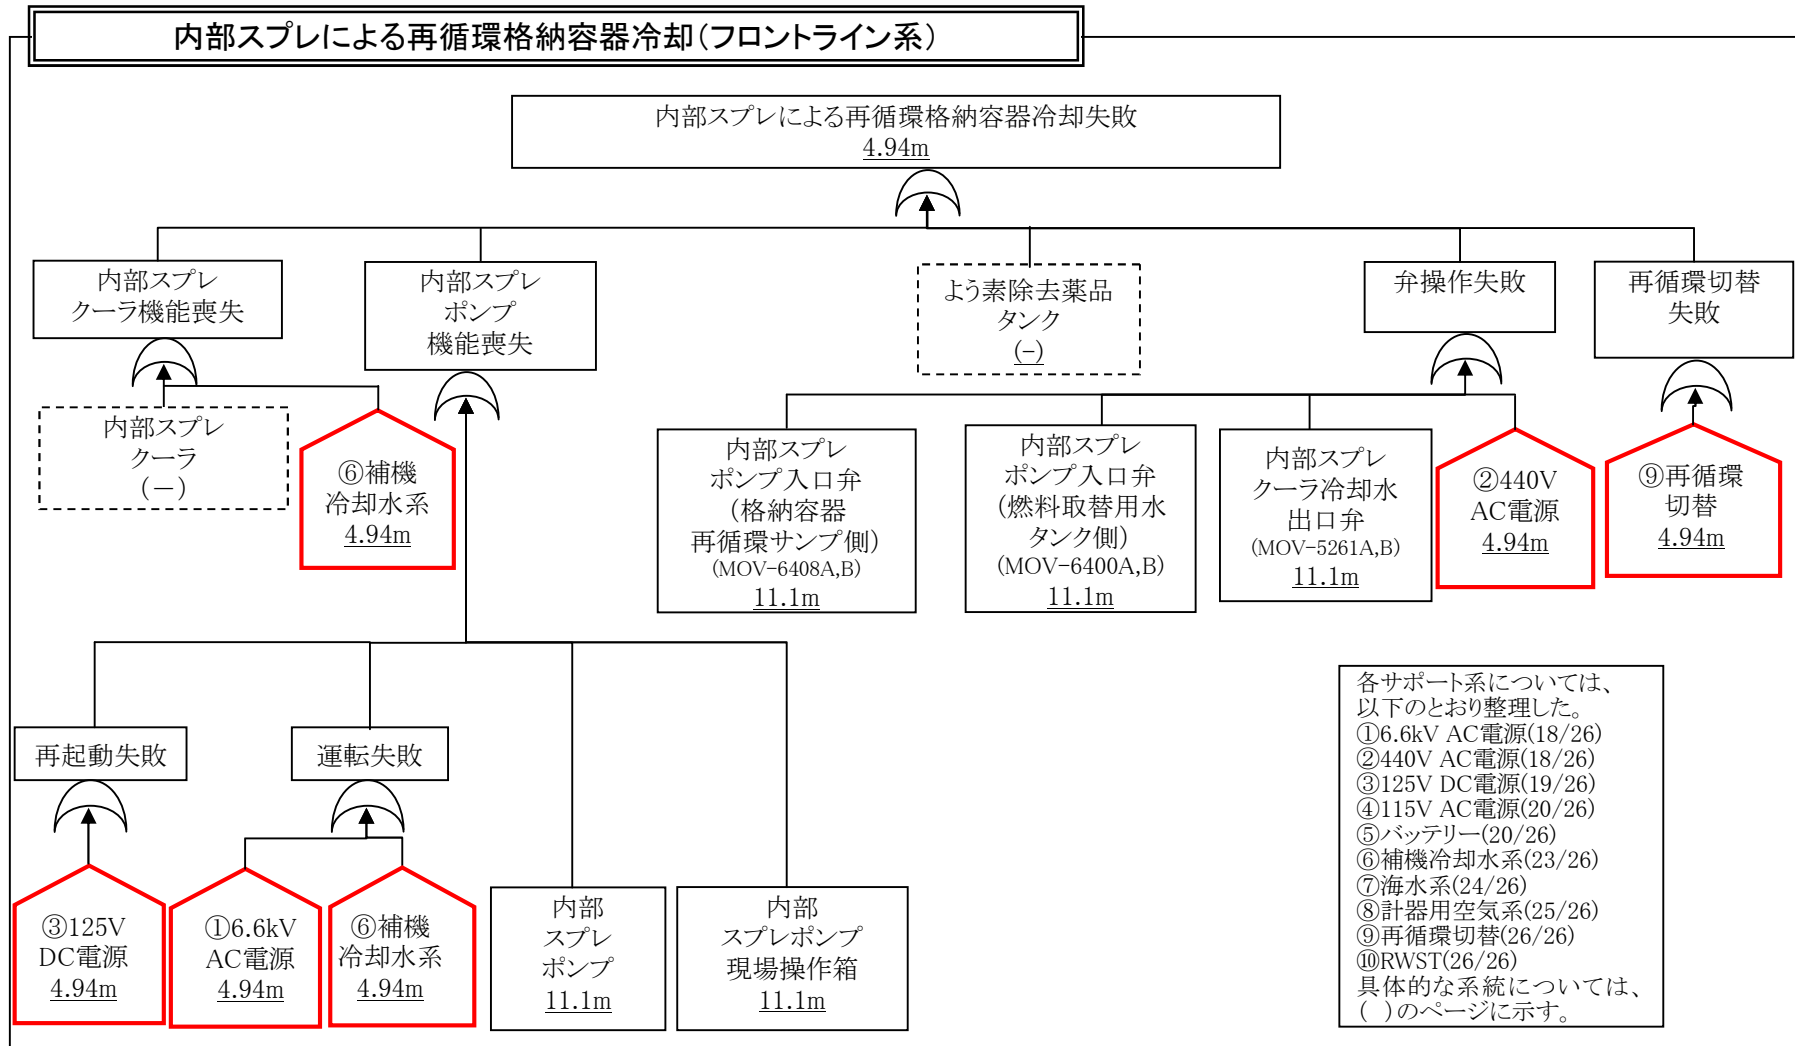 内部スプレによる再循環格納容器冷却(フロントライン系)
内部スプレによる再循環格納容器冷却失敗
4.94m
内部スプレ
クーラ機能喪失
内部スプレ
ポンプ
機能喪失
よう素除去薬品
タンク
(-)
弁操作失敗
再循環切替
失敗
内部スプレ
クーラ
(－)
⑥補機
冷却水系
4.94m
内部スプレ
ポンプ入口弁
(格納容器
再循環サンプ側)
(MOV-6408A,B)
11.1m
内部スプレ
ポンプ入口弁
(燃料取替用水
タンク側)
(MOV-6400A,B)
11.1m
内部スプレ
クーラ冷却水
出口弁
(MOV-5261A,B)
11.1m
②440V
AC電源
4.94m
⑨再循環
切替
4.94m
再起動失敗
運転失敗
③125V
DC電源
4.94m
①6.6kV
AC電源
4.94m
⑥補機
冷却水系
4.94m
内部
スプレ
ポンプ
11.1m
内部
スプレポンプ
現場操作箱
11.1m
各サポート系については、
以下のとおり整理した。
①6.6kV AC電源(18/26)
②440V AC電源(18/26)
③125V DC電源(19/26)
④115V AC電源(20/26)
⑤バッテリー(20/26)
⑥補機冷却水系(23/26)
⑦海水系(24/26)
⑧計器用空気系(25/26)
⑨再循環切替(26/26)
⑩RWST(26/26)
具体的な系統については、
( )のページに示す。